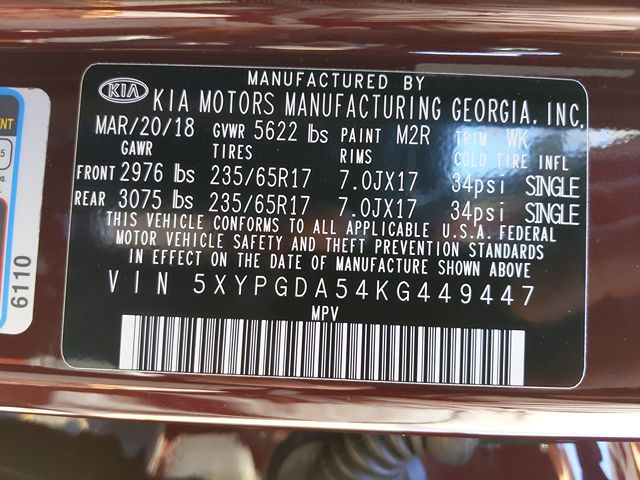 MANUFACTURED BY
KIA KIA MOTORS MANUFACTURING GEORGIA, INC.
MAR/20/18 GVWR 5622 lbs PAINT M2R TRIM WK
GAWR TIRES RIMS COLD TIRE INFL
FRONT 2976 lbs 235/65R17 7.0JX17 34psi SINGLE
REAR 3075 lbs 235/65R17 7.0JX17 34psi SINGLE
THIS VEHICLE CONFORMS TO ALL APPLICABLE U.S.A. FEDERAL
MOTOR VEHICLE SAFETY AND THEFT PREVENTION STANDARDS
IN EFFECT ON THE DATE OF MANUFACTURE SHOWN ABOVE
VIN 5XYPGDA54KG449447
MPV
6110